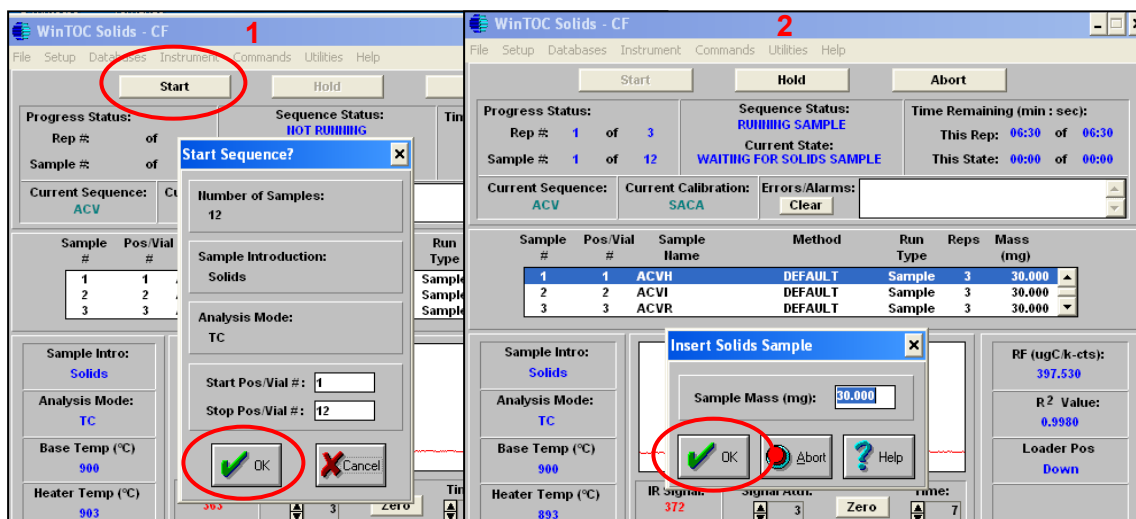 WinTOC Solids - CF
1
File Setup Databases Instrument Commands Utilities Help
Start Hold
Progress Status:
Rep #: of
Sample #: of
Sequence Status:
NOT RUNNING
Tim
Current Sequence:
ACV
Sample # Pos/Vial #
Run Type
1 1 Sample
2 2 Sample
3 3 Sample
Start Sequence?
Number of Samples:
12
Sample Introduction:
Solids
Analysis Mode:
TC
Start Pos/Vial #: 1
Stop Pos/Vial #: 12
OK Cancel
Sample Intro:
Solids
Analysis Mode:
TC
Base Temp (°C)
900
Heater Temp (°C)
903
363
3
Zero
WinTOC Solids - CF
2
File Setup Databases Instrument Commands Utilities Help
Start Hold Abort
Progress Status:
Rep #: 1 of 3
Sample #: 1 of 12
Sequence Status:
RUNNING SAMPLE
Current State:
WAITING FOR SOLIDS SAMPLE
Time Remaining (min : sec):
This Rep: 06:30 of 06:30
This State: 00:00 of 00:00
Current Sequence:
ACV
Current Calibration:
SACA
Errors/Alarms:
Clear
Sample # Pos/Vial # Sample Name Method Run Type Reps Mass (mg)
1 1 ACVH DEFAULT Sample 3 30.000
2 2 ACVI DEFAULT Sample 3 30.000
3 3 ACVR DEFAULT Sample 3 30.000
Insert Solids Sample
Sample Mass (mg): 30.000
OK Abort Help
Sample Intro:
Solids
Analysis Mode:
TC
Base Temp (°C)
900
Heater Temp (°C)
893
IR Signal:
372
Signal Attn:
3
Zero
Time:
7
RF (ugC/k-cts):
397.530
R2 Value:
0.9980
Loader Pos
Down